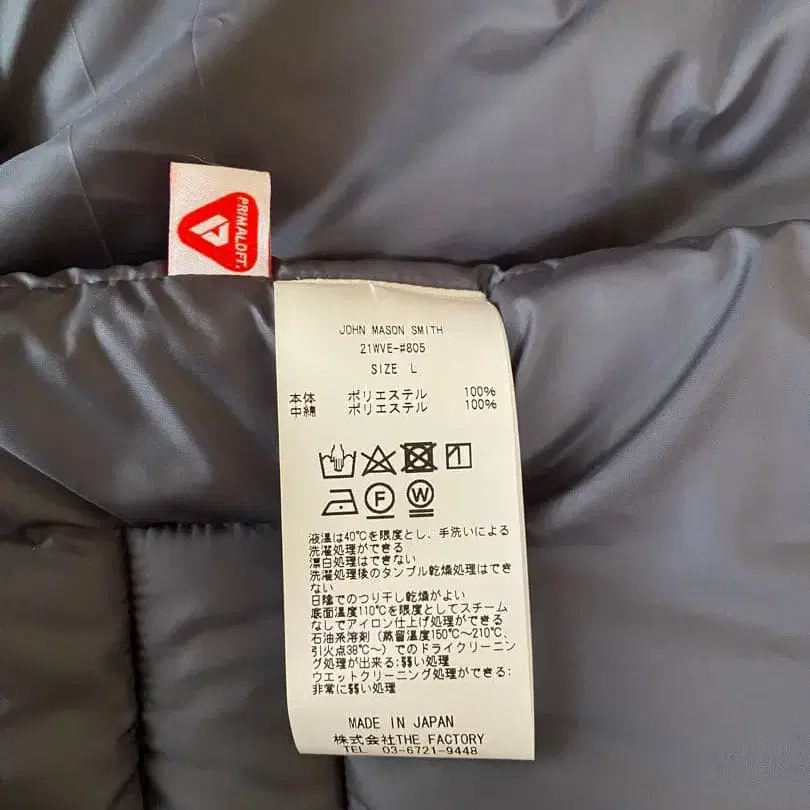 PRIMALOFT
JOHN MASON SMITH
21WVE-#805
SIZE L
本体 ポリエステル 100%
中綿 ポリエステル 100%
F W
液温は40℃を限度とし、手洗いによる
洗濯処理ができる
漂白処理はできない
洗濯処理後のタンブル乾燥処理はでき
ない
日陰でのつり干し乾燥がよい
底面温度110℃を限度としてスチーム
なしでアイロン仕上げ処理ができる
石油系溶剤（蒸留温度150℃～210℃、
引火点38℃～）でのドライクリーニン
グ処理が出来る:弱い処理
ウエットクリーニング処理ができる:
非常に弱い処理
MADE IN JAPAN
株式会社THE FACTORY
TEL 03-6721-9448